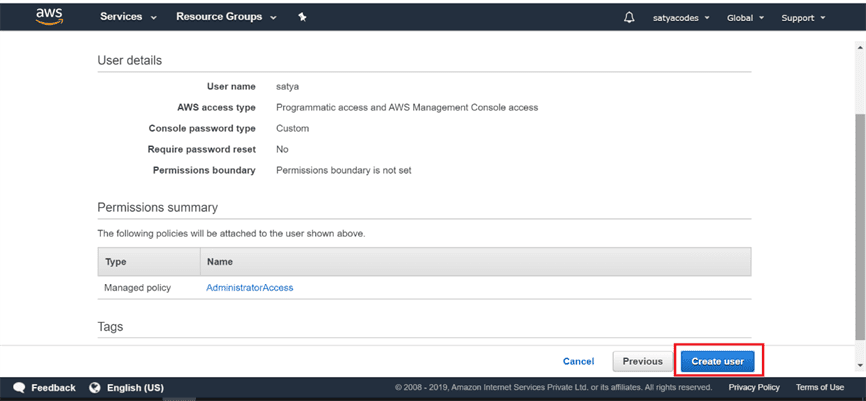 aws Services Resource Groups satyacodes Global Support
User details
User name satya
AWS access type Programmatic access and AWS Management Console access
Console password type Custom
Require password reset No
Permissions boundary Permissions boundary is not set
Permissions summary
The following policies will be attached to the user shown above.
Type Name
Managed policy AdministratorAccess
Tags
Cancel Previous Create user
Feedback English (US) © 2008 - 2019, Amazon Internet Services Private Ltd. or its affiliates. All rights reserved. Privacy Policy Terms of Use